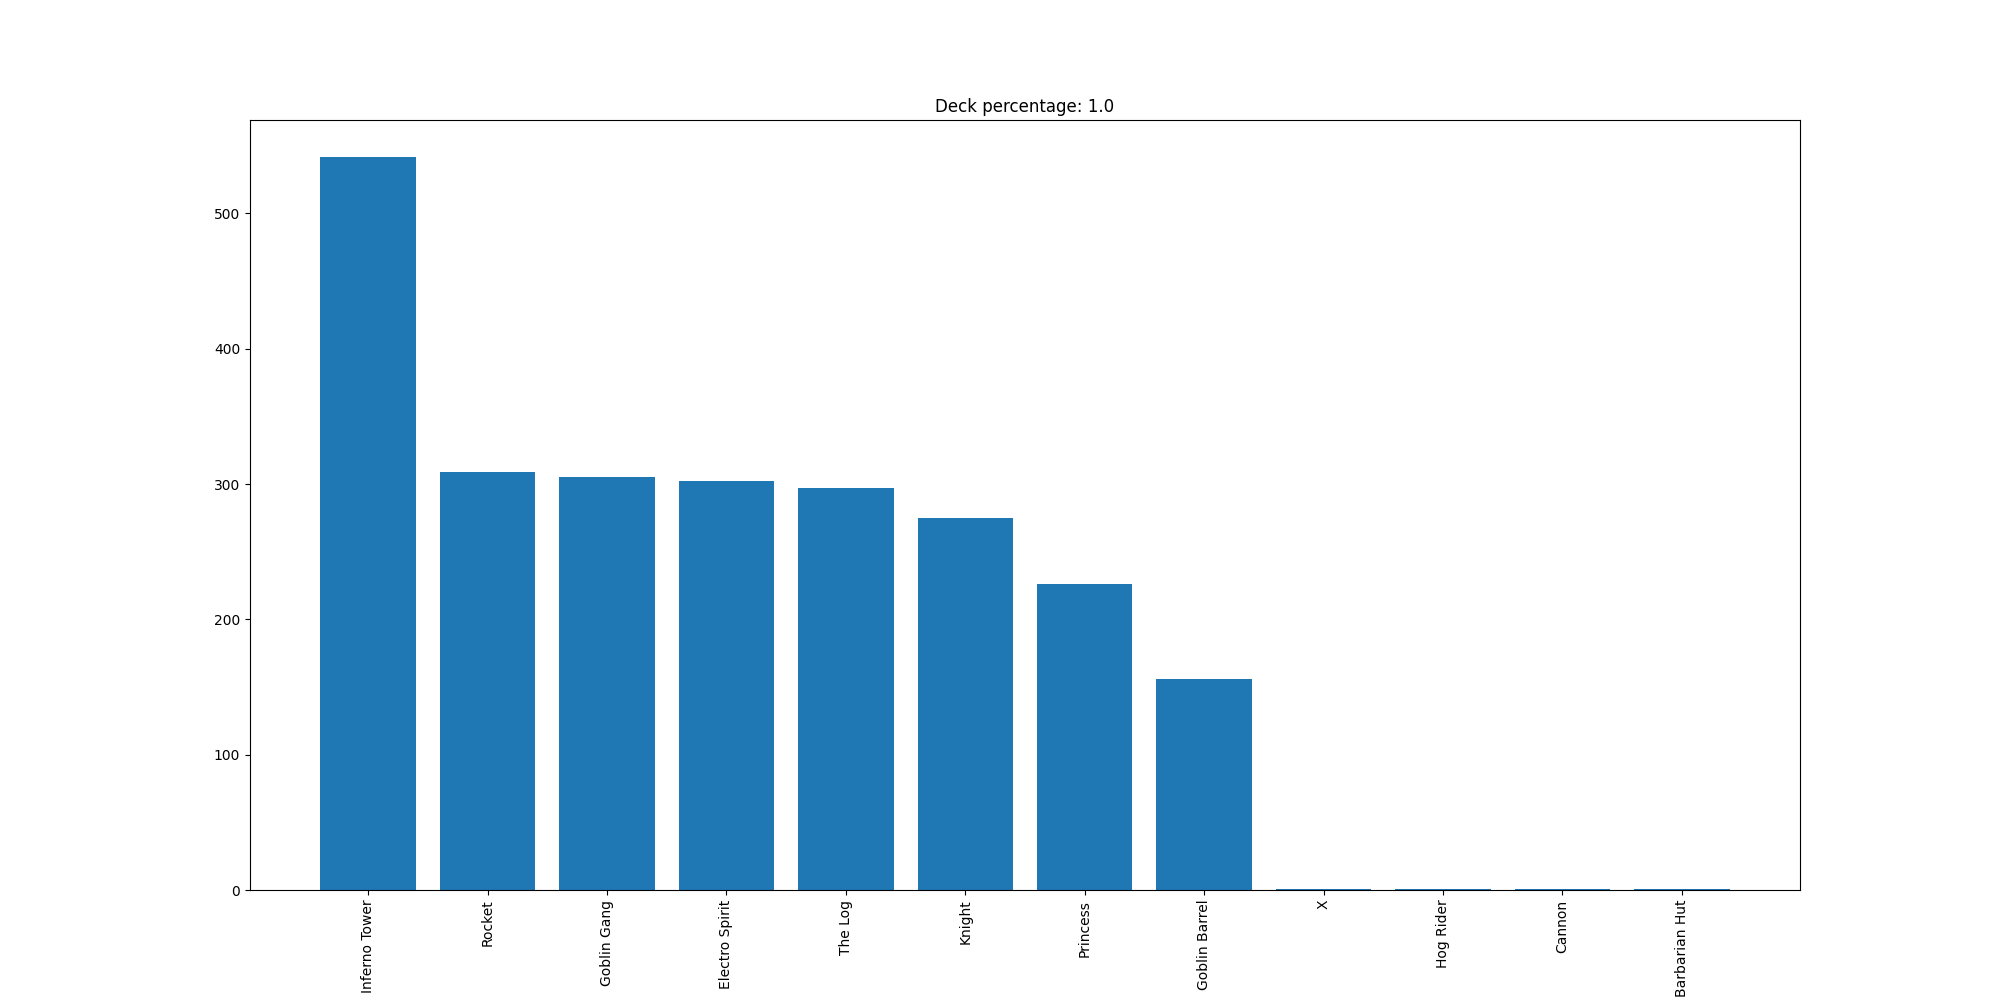 Deck percentage: 1.0
500
400
300
200
100
0
Inferno Tower
Rocket
Goblin Gang
Electro Spirit
The Log
Knight
Princess
Goblin Barrel
X
Hog Rider
Cannon
Barbarian Hut